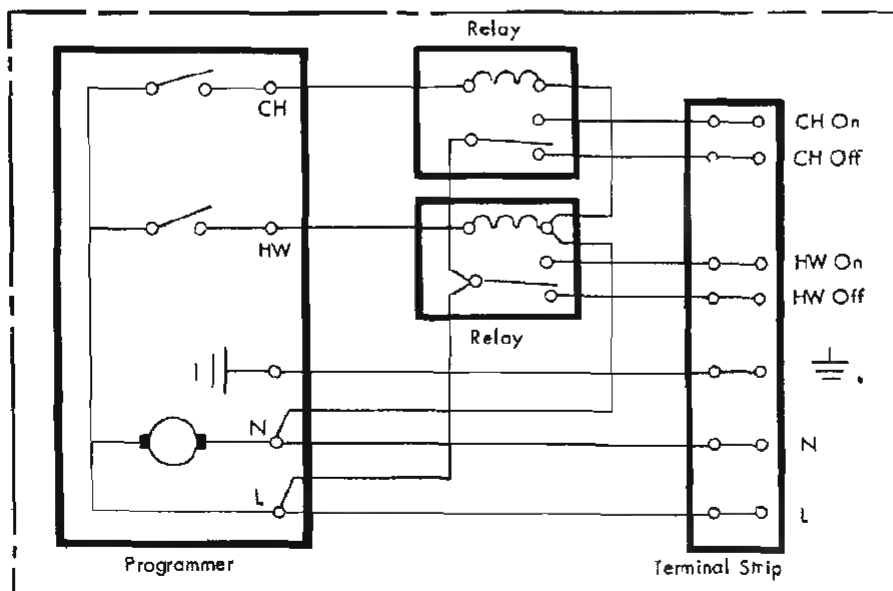 Relay
CH
CH On
CH Off
HW
HW On
HW Off
Relay
N
N
L
L
Programmer
Terminal Strip